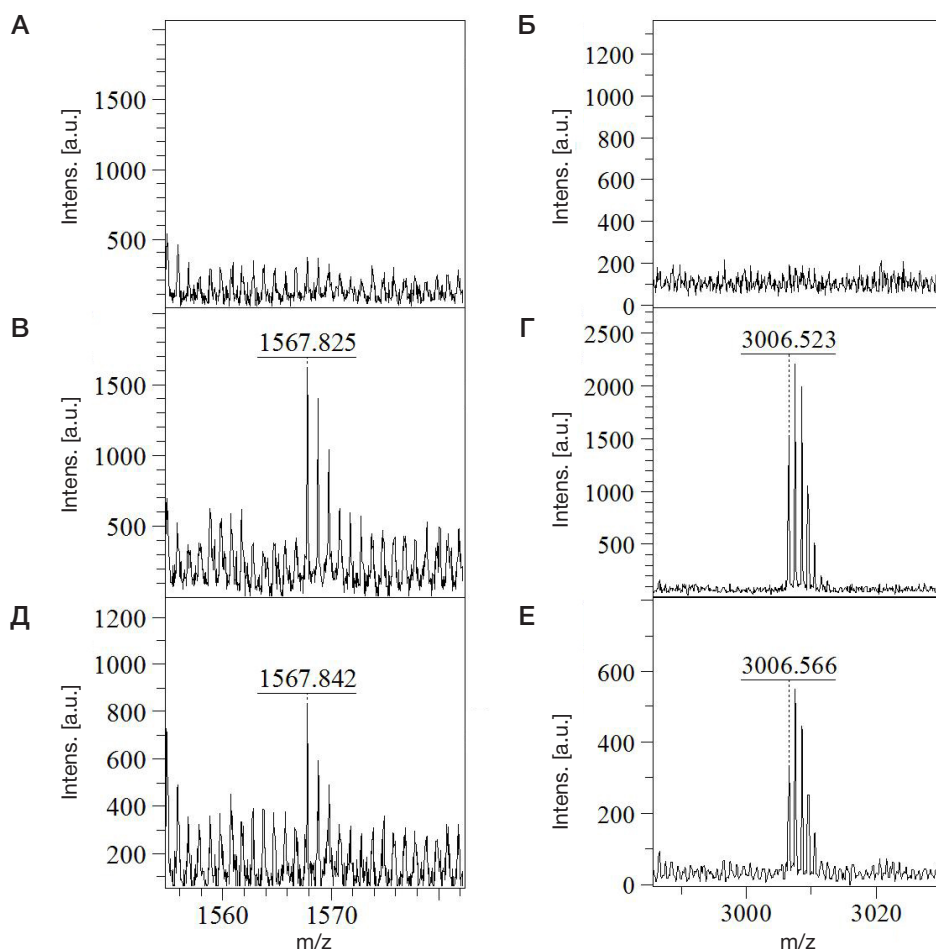 А
Intens. [a.u.]
1500
1000
500
Б
Intens. [a.u.]
1200
1000
800
600
400
200
0
В
Intens. [a.u.]
1500
1000
500
1567.825
Г
Intens. [a.u.]
2500
2000
1500
1000
500
3006.523
Д
Intens. [a.u.]
1200
1000
800
600
400
200
1567.842
1560
1570
m/z
Е
Intens. [a.u.]
600
400
200
0
3006.566
3000
3020
m/z